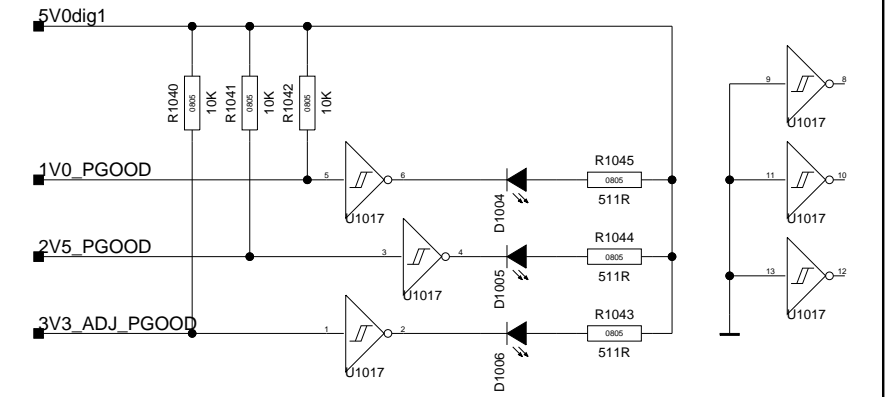 5V0dig1
R1040
0805
10K
R1041
0805
10K
R1042
0805
10K
9
8
U1017
1V0_PGOOD
5
6
U1017
D1004
R1045
0805
511R
11
10
U1017
2V5_PGOOD
3
4
U1017
D1005
R1044
0805
511R
13
12
U1017
3V3_ADJ_PGOOD
1
2
U1017
D1006
R1043
0805
511R